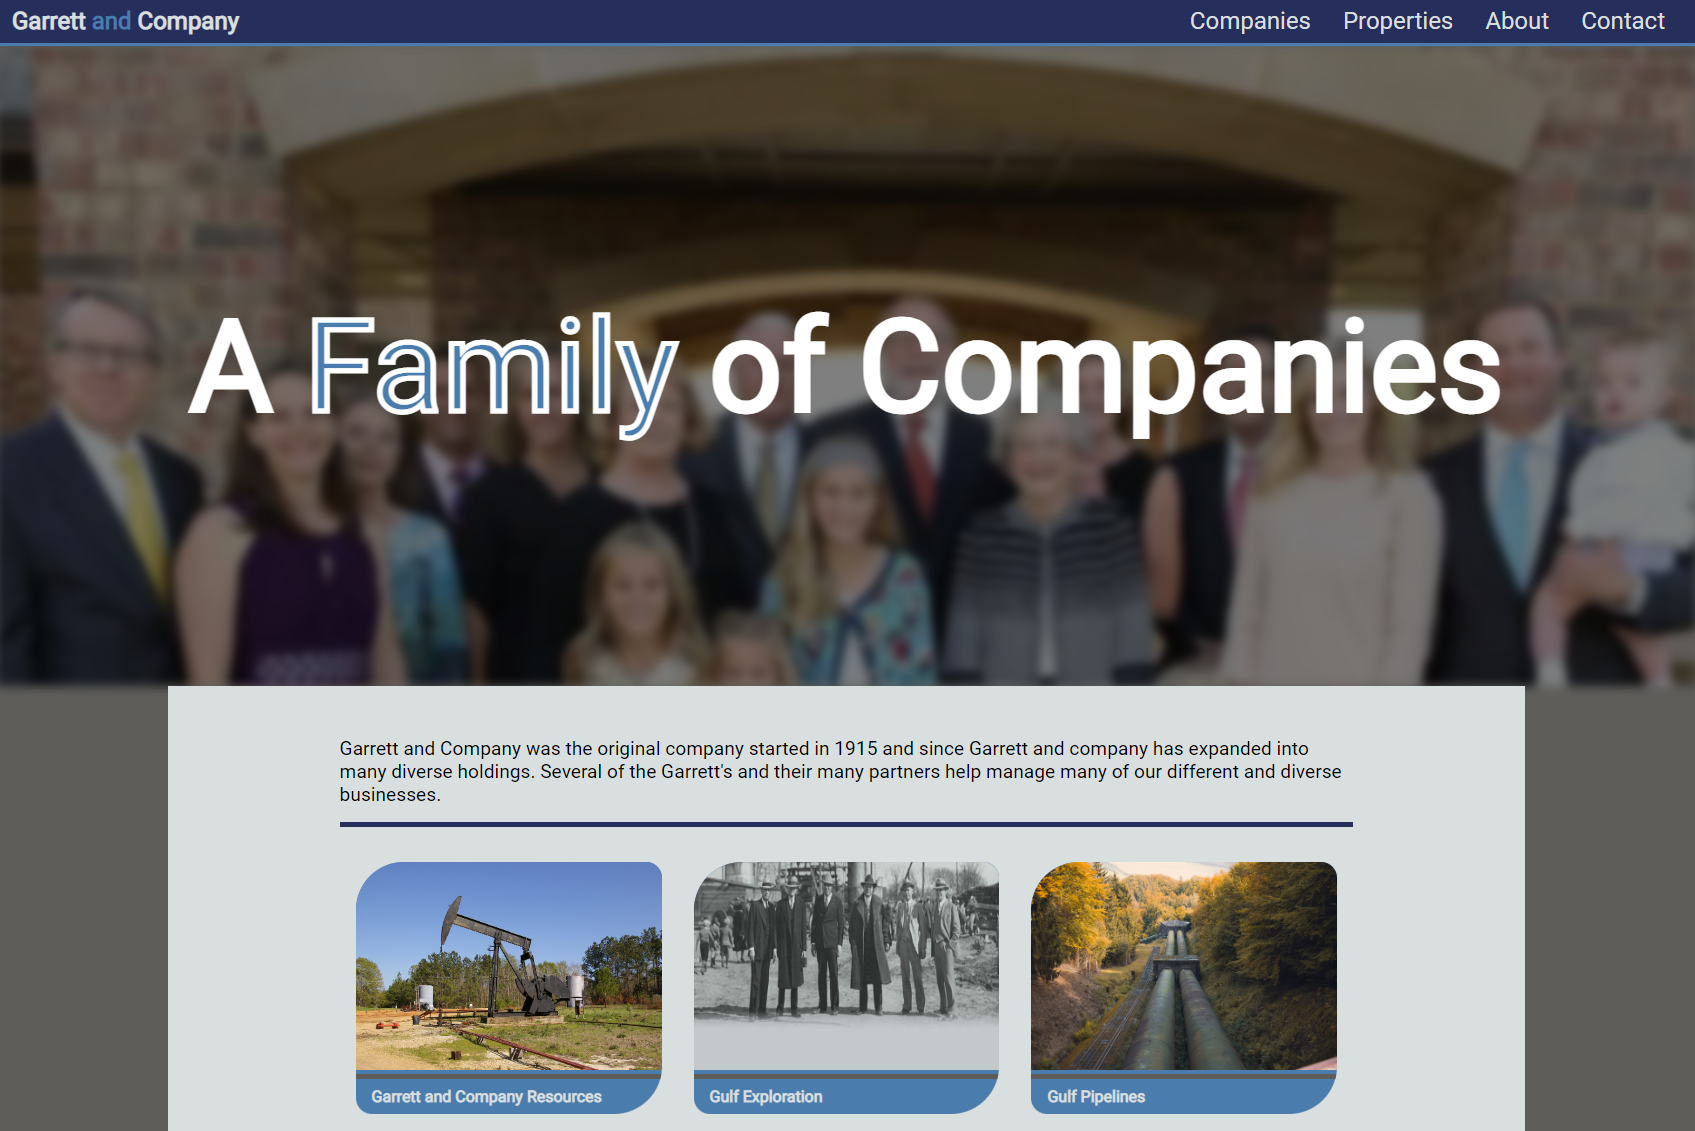 Garrett and Company
Companies Properties About Contact
A Family of Companies
Garrett and Company was the original company started in 1915 and since Garrett and company has expanded into
many diverse holdings. Several of the Garrett's and their many partners help manage many of our different and diverse
businesses.
Garrett and Company Resources
Gulf Exploration
Gulf Pipelines